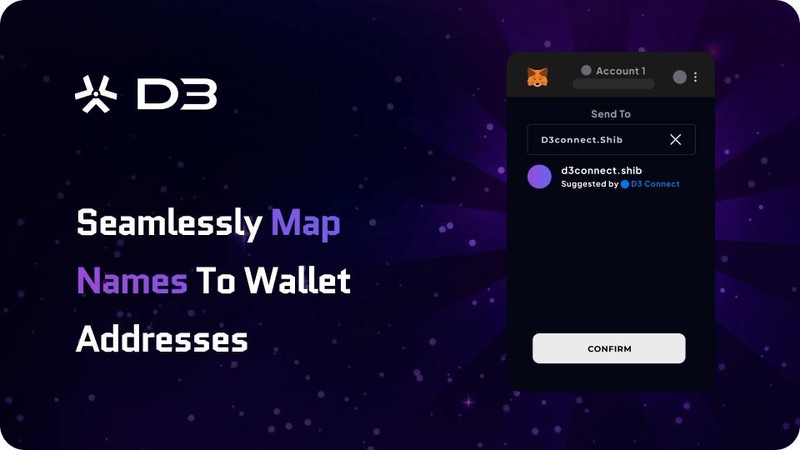 D3
Seamlessly Map
Names To Wallet
Addresses
Account 1
Send To
D3connect.Shib
d3connect.shib
Suggested by D3 Connect
CONFIRM